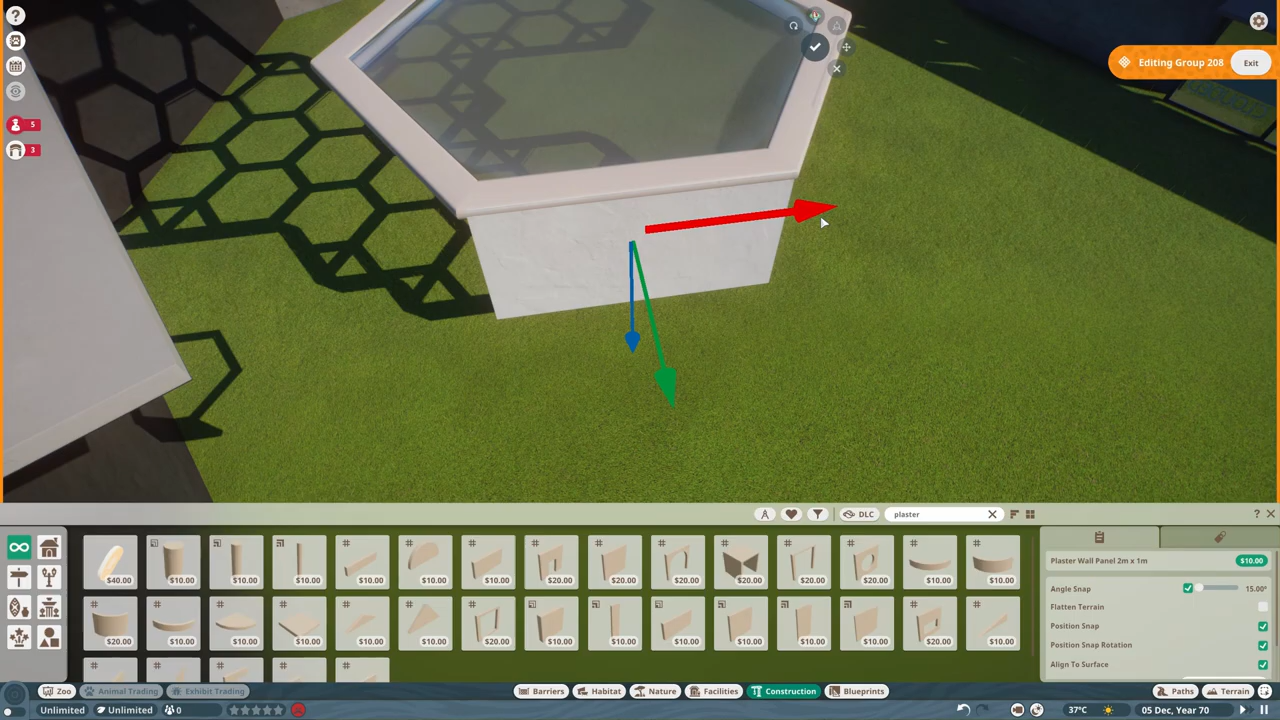 ?
Editing Group 208
Exit
5
3
DLC
plaster
?
$40.00
$10.00
$10.00
$10.00
$10.00
$10.00
$10.00
$20.00
$20.00
$20.00
$10.00
$20.00
$20.00
$10.00
$10.00
$20.00
$10.00
$10.00
$10.00
$10.00
$10.00
$20.00
$10.00
$10.00
$10.00
$10.00
$10.00
$10.00
$20.00
$10.00
Plaster Wall Panel 2m x 1m
$10.00
Angle Snap
15.00°
Flatten Terrain
Position Snap
Position Snap Rotation
Align To Surface
Zoo
Animal Trading
Exhibit Trading
Barriers
Habitat
Nature
Facilities
Construction
Blueprints
Paths
Terrain
Unlimited
Unlimited
0
37°C
05 Dec, Year 70